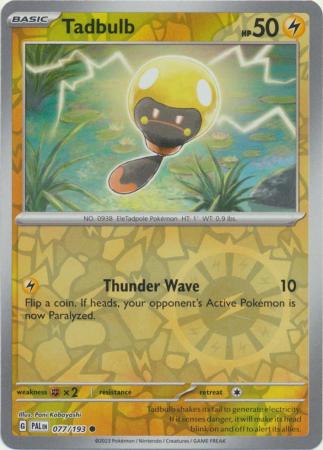 BASIC
Tadbulb
HP 50
NO. 0938 EleTadpole Pokémon HT: 1' WT: 0.9 lbs.
Thunder Wave 10
Flip a coin. If heads, your opponent's Active Pokémon is
now Paralyzed.
weakness ×2 resistance retreat
Illus. Pani Kobayashi
G PAL EN 077/193
©2023 Pokémon / Nintendo / Creatures / GAME FREAK
Tadbulb shakes its tail to generate electricity.
If it senses danger, it will make its head
blink on and off to alert its allies.